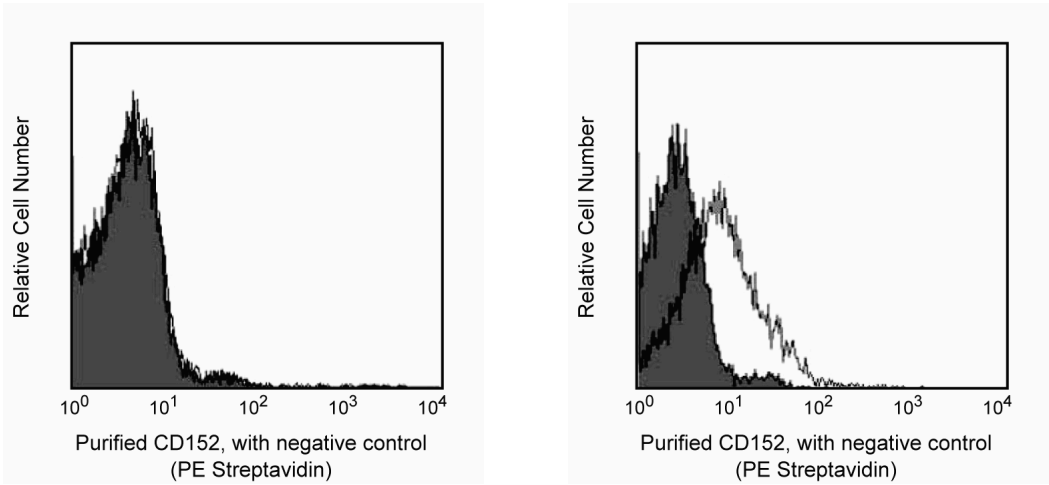 Relative Cell Number
10⁰ 10¹ 10² 10³ 10⁴
Purified CD152, with negative control
(PE Streptavidin)
Relative Cell Number
10⁰ 10¹ 10² 10³ 10⁴
Purified CD152, with negative control
(PE Streptavidin)